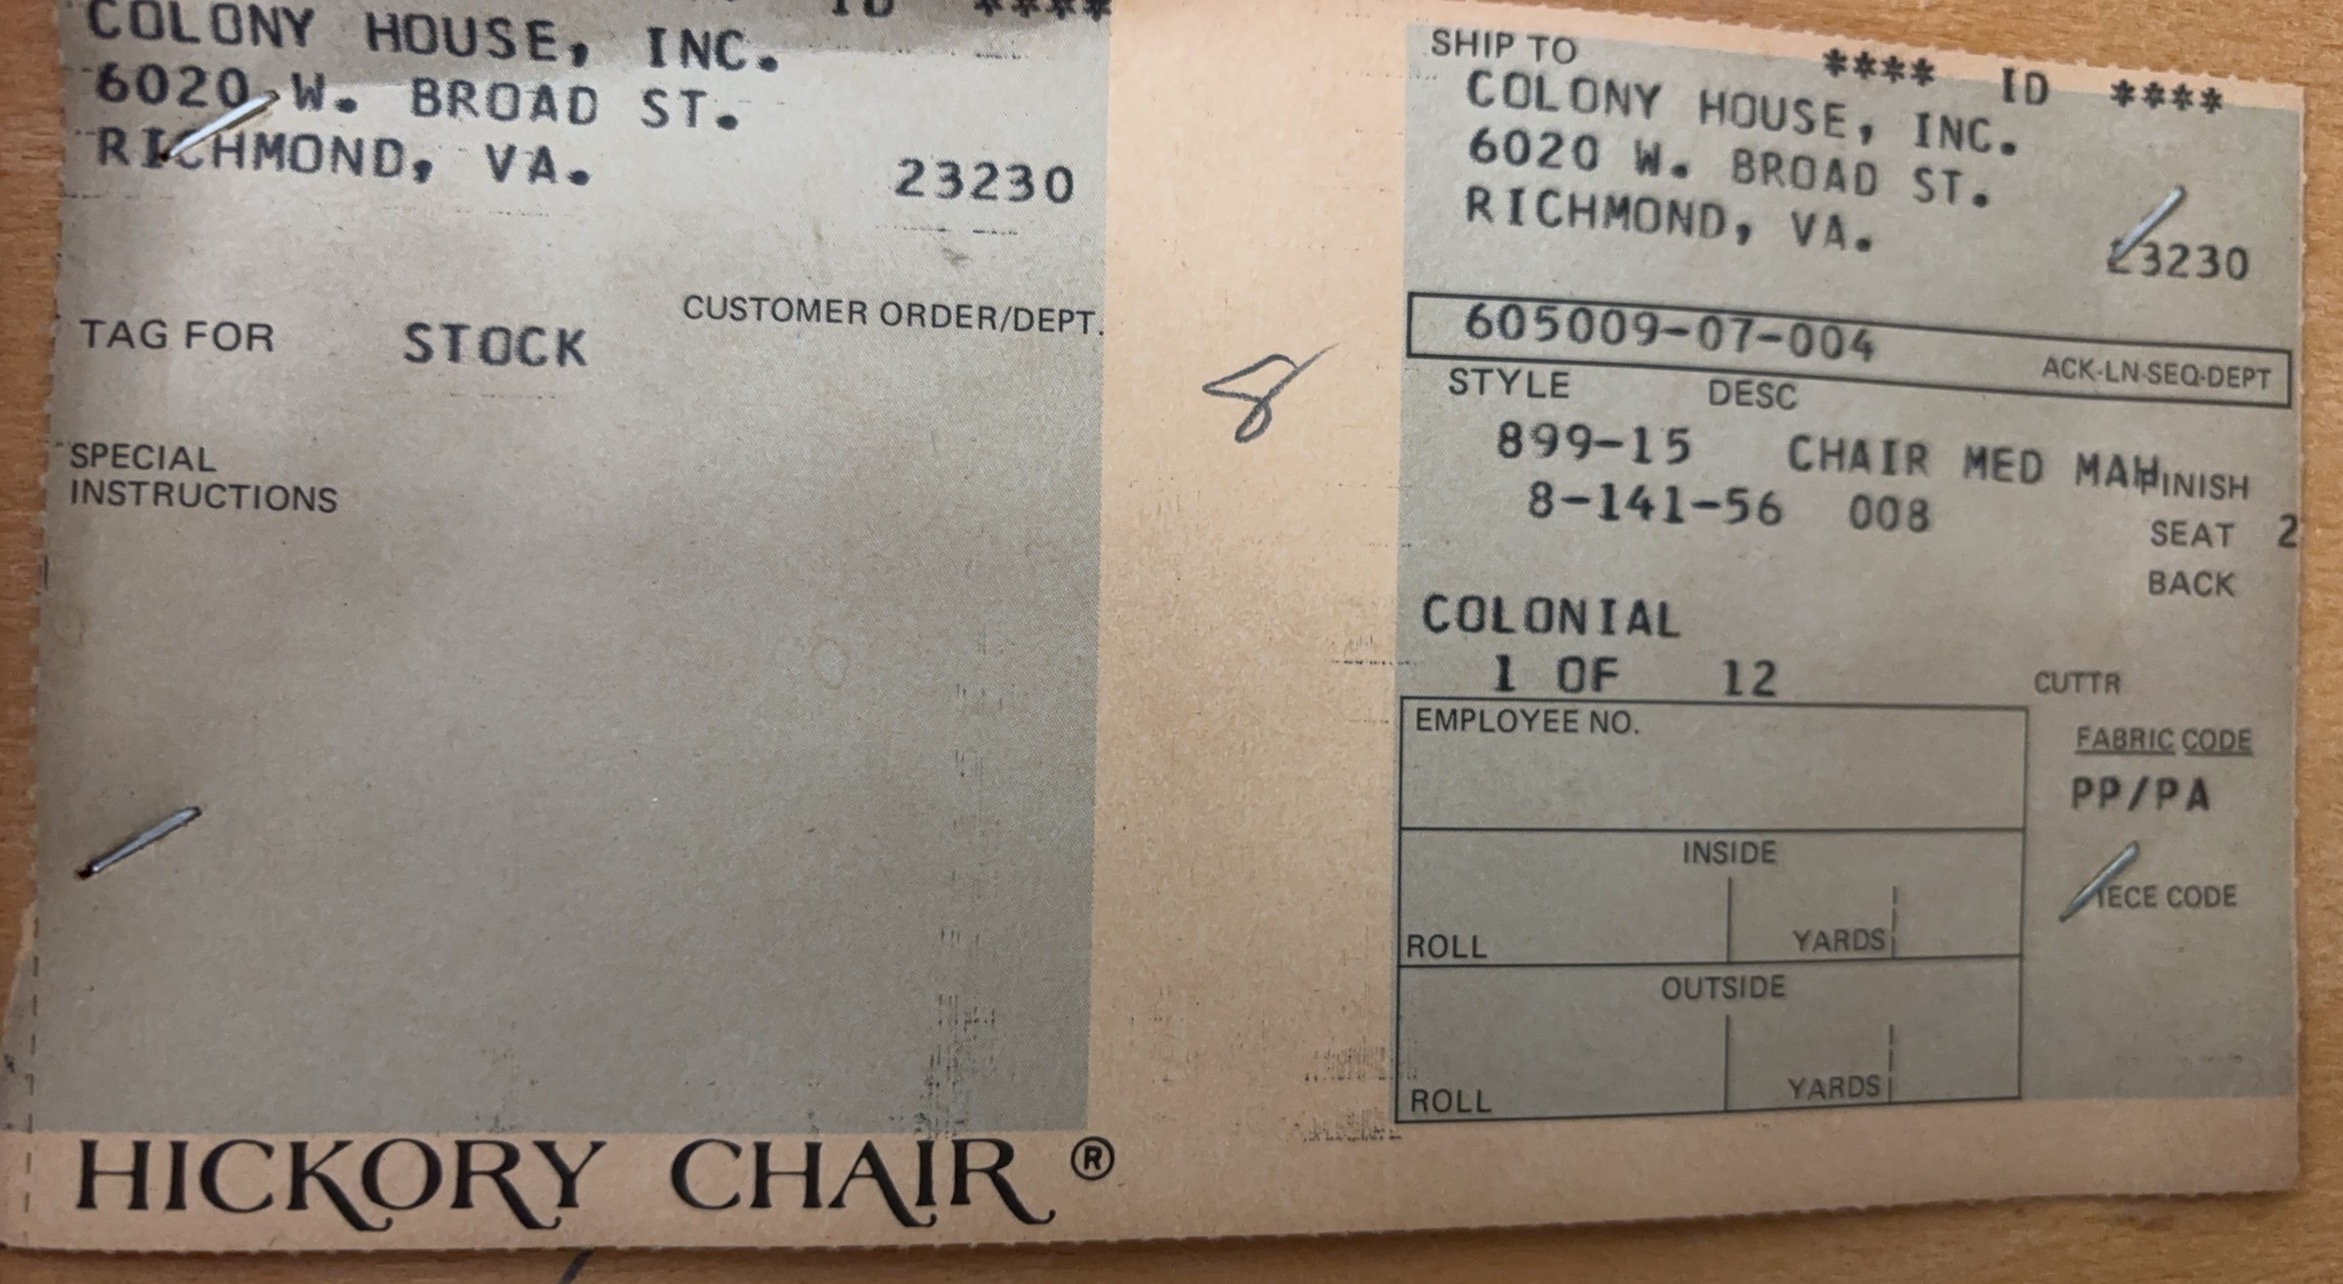 ID ****
COLONY HOUSE, INC.
6020 W. BROAD ST.
RICHMOND, VA. 23230
TAG FOR STOCK
CUSTOMER ORDER/DEPT.
SPECIAL
INSTRUCTIONS
HICKORY CHAIR ®
8
SHIP TO **** ID ****
COLONY HOUSE, INC.
6020 W. BROAD ST.
RICHMOND, VA. 23230
605009-07-004 ACK-LN-SEQ-DEPT
STYLE DESC
899-15 CHAIR MED MAH FINISH
8-141-56 008 SEAT 2
BACK
COLONIAL
1 OF 12 CUTTR
EMPLOYEE NO.
FABRIC CODE
PP/PA
INSIDE
ROLL YARDS
PIECE CODE
OUTSIDE
ROLL YARDS